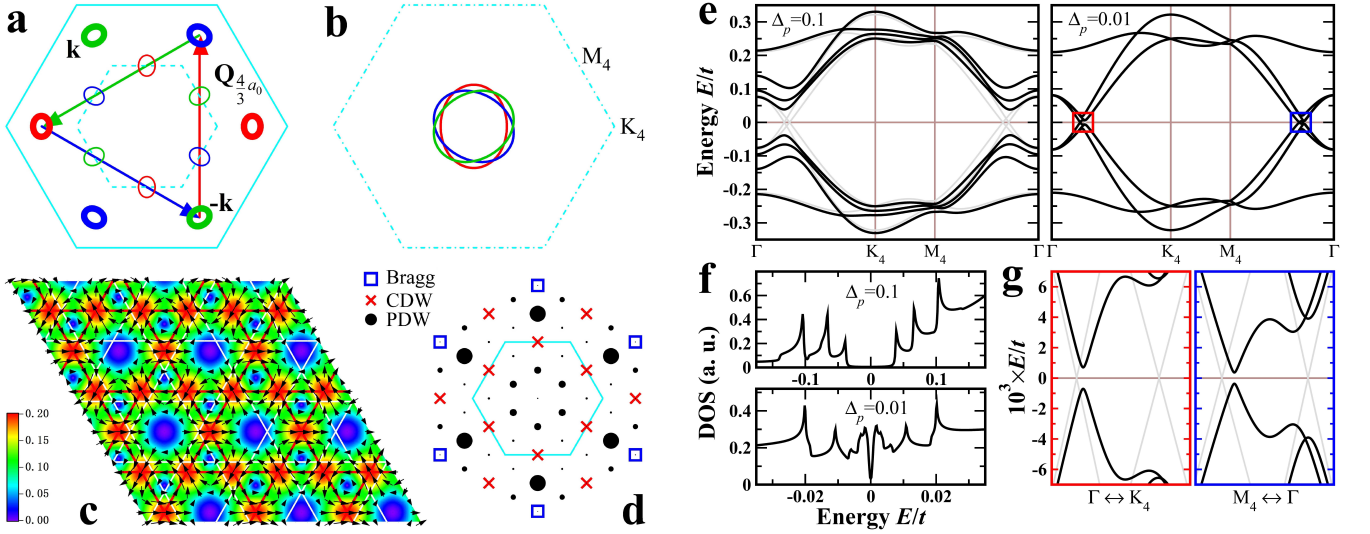 a
k
Q 4/3 a₀
-k
b
M₄
K₄
0.20
0.15
0.10
0.05
0.00
c
Bragg
CDW
PDW
d
e
Energy E/t
0.3
0.2
0.1
0
-0.1
-0.2
-0.3
Δp=0.1
Γ
K₄
M₄
Γ
Δp=0.01
Γ
K₄
M₄
Γ
f
DOS (a. u.)
0.6
0.4
0.2
0
Δp=0.1
-0.1
0
0.1
0.4
0.2
0
Δp=0.01
-0.02
0
0.02
Energy E/t
g
10³×E/t
6
4
2
0
-2
-4
-6
Γ↔K₄
M₄↔Γ